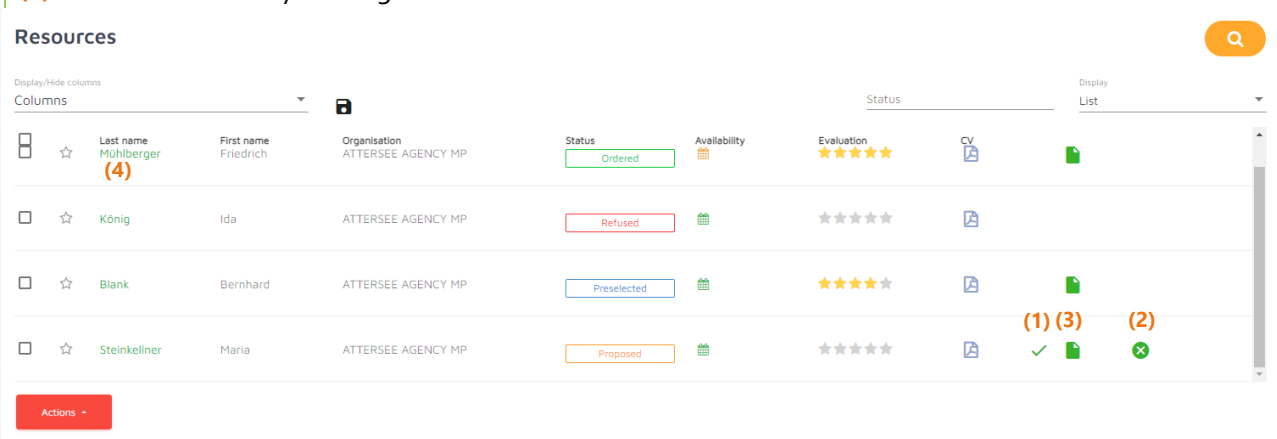 Resources
Display/Hide columns
Columns
Status
Display
List
Last name First name Organisation Status Availability Evaluation CV
Mühlberger Friedrich ATTERSEE AGENCY MP Ordered
(4)
König Ida ATTERSEE AGENCY MP Refused
Blank Bernhard ATTERSEE AGENCY MP Preselected
(1) (3) (2)
Steinkellner Maria ATTERSEE AGENCY MP Proposed
Actions